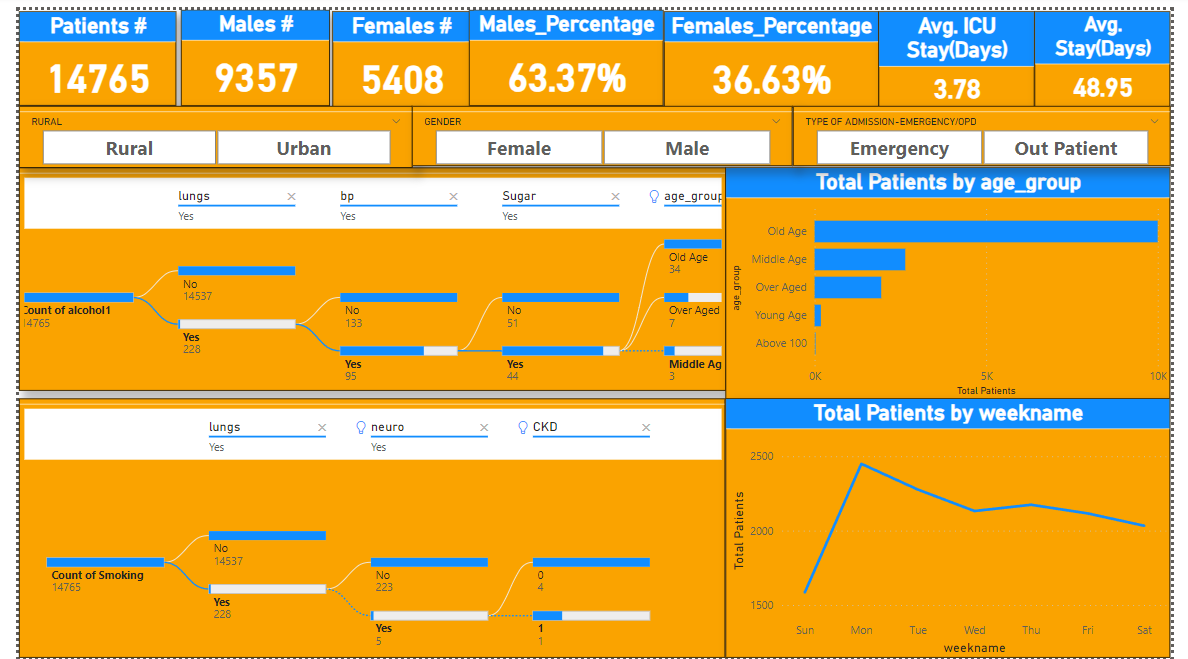 Patients #
14765
Males #
9357
Females #
5408
Males_Percentage
63.37%
Females_Percentage
36.63%
Avg. ICU
Stay(Days)
3.78
Avg.
Stay(Days)
48.95
RURAL
Rural
Urban
GENDER
Female
Male
TYPE OF ADMISSION-EMERGENCY/OPD
Emergency
Out Patient
lungs
Yes
bp
Yes
Sugar
Yes
age_group
ount of alcohol1
14765
No
14537
Yes
228
No
133
Yes
95
No
51
Yes
44
Old Age
34
Over Aged
7
Middle Ag
3
Total Patients by age_group
age_group
Old Age
Middle Age
Over Aged
Young Age
Above 100
0K
5K
10K
Total Patients
lungs
Yes
neuro
Yes
CKD
Count of Smoking
14765
No
14537
Yes
228
No
223
Yes
5
0
4
1
1
Total Patients by weekname
Total Patients
2500
2000
1500
Sun
Mon
Tue
Wed
Thu
Fri
Sat
weekname